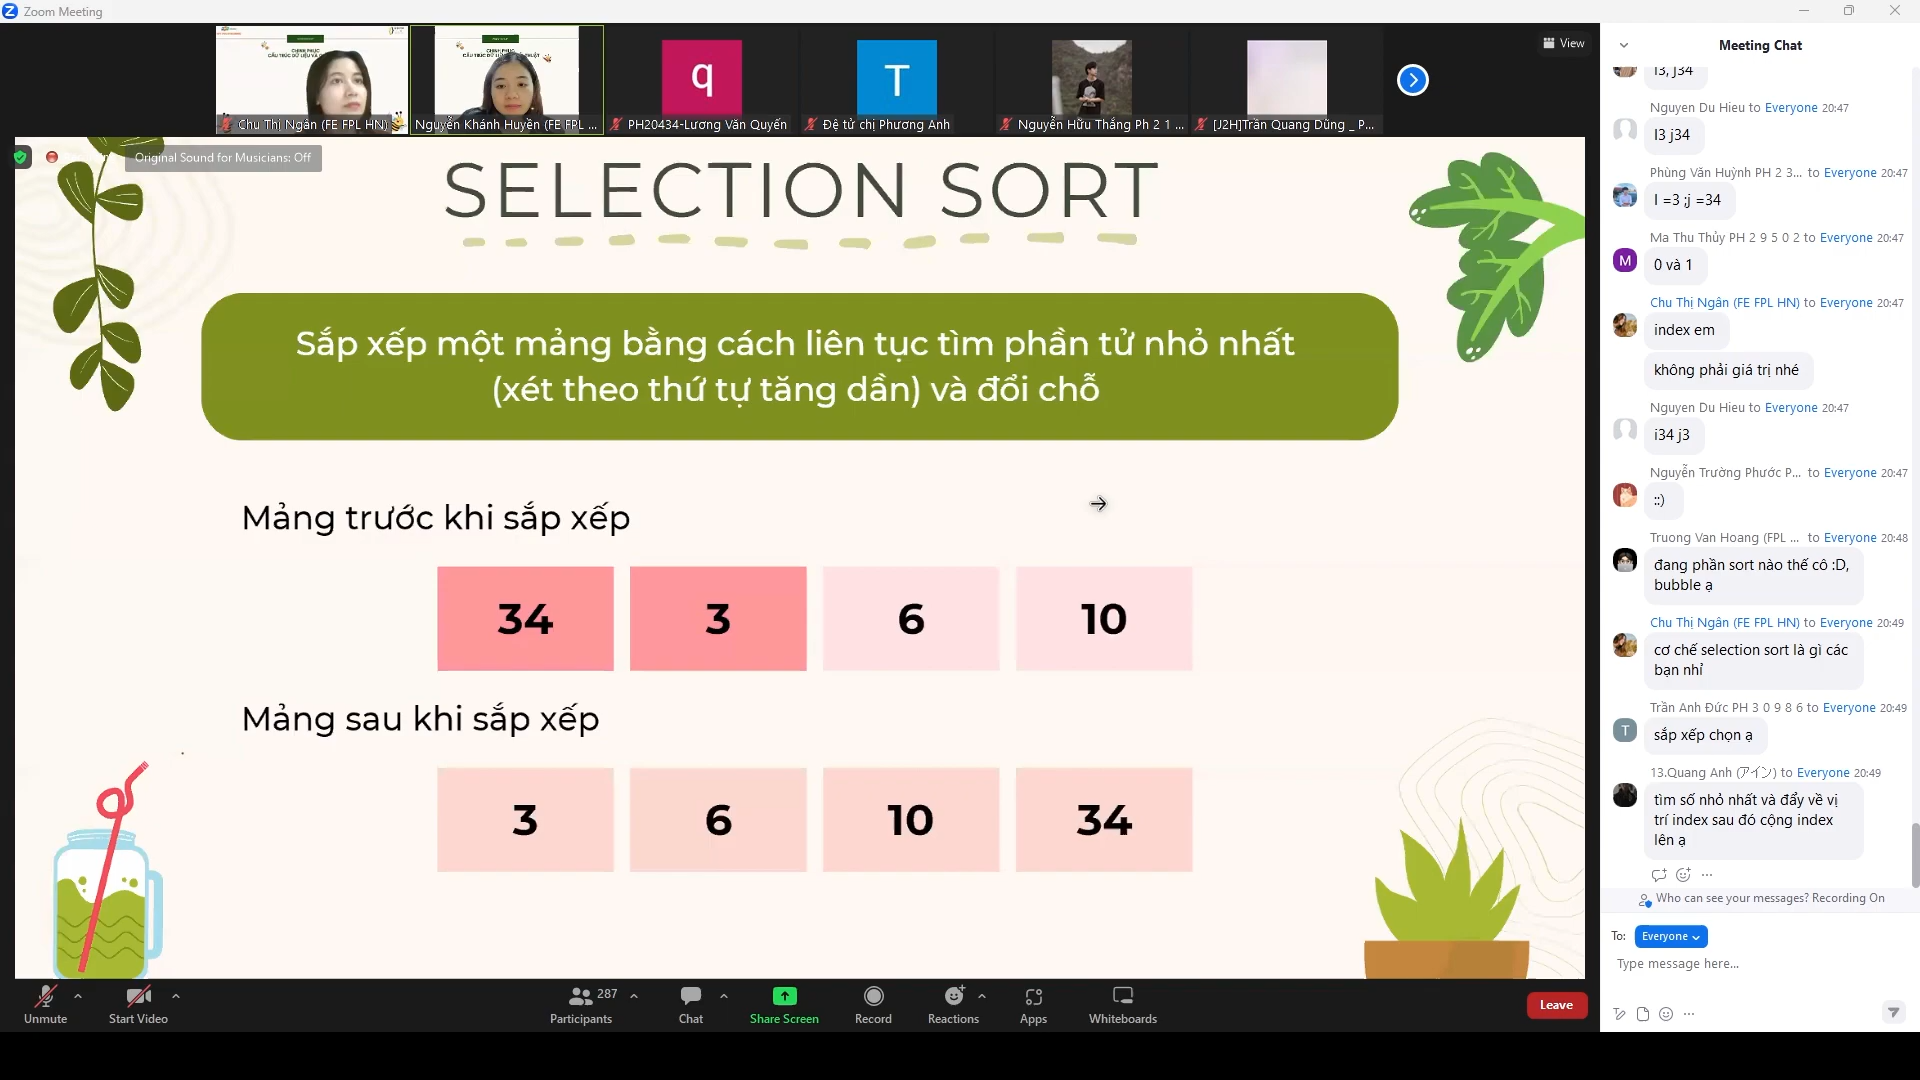 Zoom Meeting
Chu Thị Ngân (FE FPL HN)
Nguyễn Khánh Huyền (FE FPL ...
q
PH20434-Lương Văn Quyến
T
Đệ tử chị Phương Anh
Nguyễn Hữu Thắng Ph 2 1 ...
[J2H]Trần Quang Dũng _ P...
View
Original Sound for Musicians: Off
SELECTION SORT
Sắp xếp một mảng bằng cách liên tục tìm phần tử nhỏ nhất
(xét theo thứ tự tăng dần) và đổi chỗ
Mảng trước khi sắp xếp
34 3 6 10
Mảng sau khi sắp xếp
3 6 10 34
Unmute
Start Video
287
Participants
Chat
Share Screen
Record
Reactions
Apps
Whiteboards
Leave
Meeting Chat
I3, j34
Nguyen Du Hieu to Everyone 20:47
I3 j34
Phùng Văn Huỳnh PH 2 3... to Everyone 20:47
I =3 ;j =34
Ma Thu Thủy PH 2 9 5 0 2 to Everyone 20:47
M
0 và 1
Chu Thị Ngân (FE FPL HN) to Everyone 20:47
index em
không phải giá trị nhé
Nguyen Du Hieu to Everyone 20:47
i34 j3
Nguyễn Trường Phước P... to Everyone 20:47
::)
Truong Van Hoang (FPL ... to Everyone 20:48
đang phần sort nào thế cô :D,
bubble ạ
Chu Thị Ngân (FE FPL HN) to Everyone 20:49
cơ chế selection sort là gì các
bạn nhỉ
Trần Anh Đức PH 3 0 9 8 6 to Everyone 20:49
T
sắp xếp chọn ạ
13.Quang Anh (アイン) to Everyone 20:49
tìm số nhỏ nhất và đẩy về vị
trí index sau đó cộng index
lên ạ
Who can see your messages? Recording On
To: Everyone
Type message here...